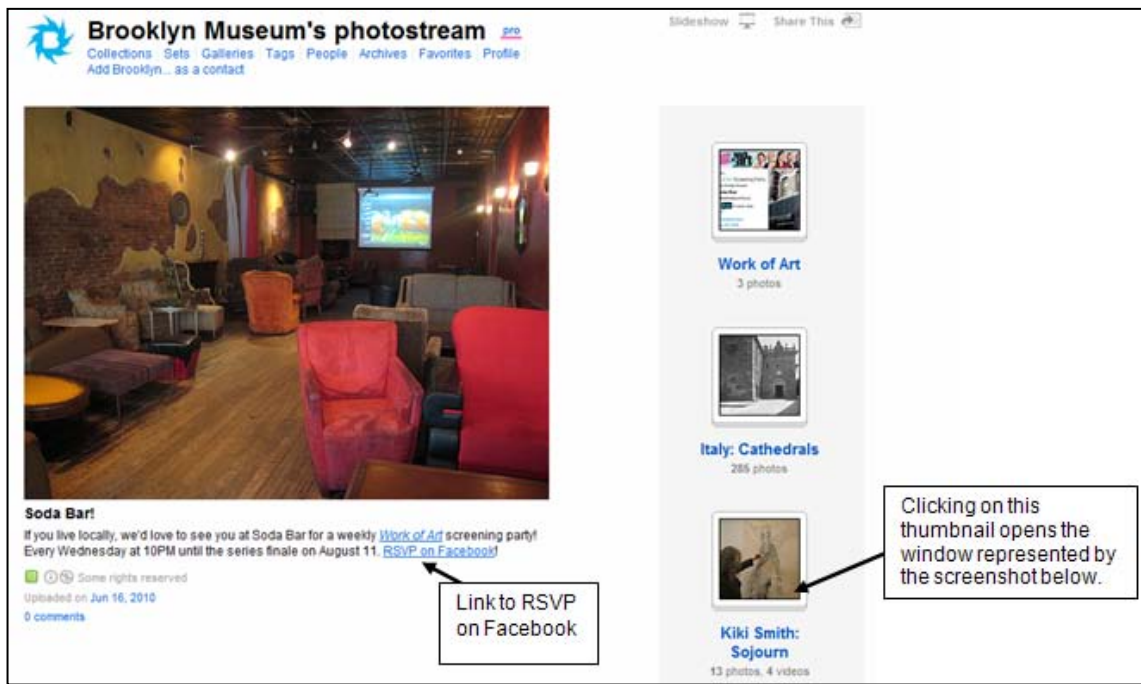 Brooklyn Museum's photostream pro
Collections Sets Galleries Tags People Archives Favorites Profile
Add Brooklyn... as a contact
Slideshow Share This
Work of Art
3 photos
Italy: Cathedrals
285 photos
Kiki Smith:
Sojourn
13 photos, 4 videos
Soda Bar!
If you live locally, we'd love to see you at Soda Bar for a weekly Work of Art screening party!
Every Wednesday at 10PM until the series finale on August 11. RSVP on Facebook!
Some rights reserved
Uploaded on Jun 16, 2010
0 comments
Link to RSVP
on Facebook
Clicking on this
thumbnail opens the
window represented by
the screenshot below.